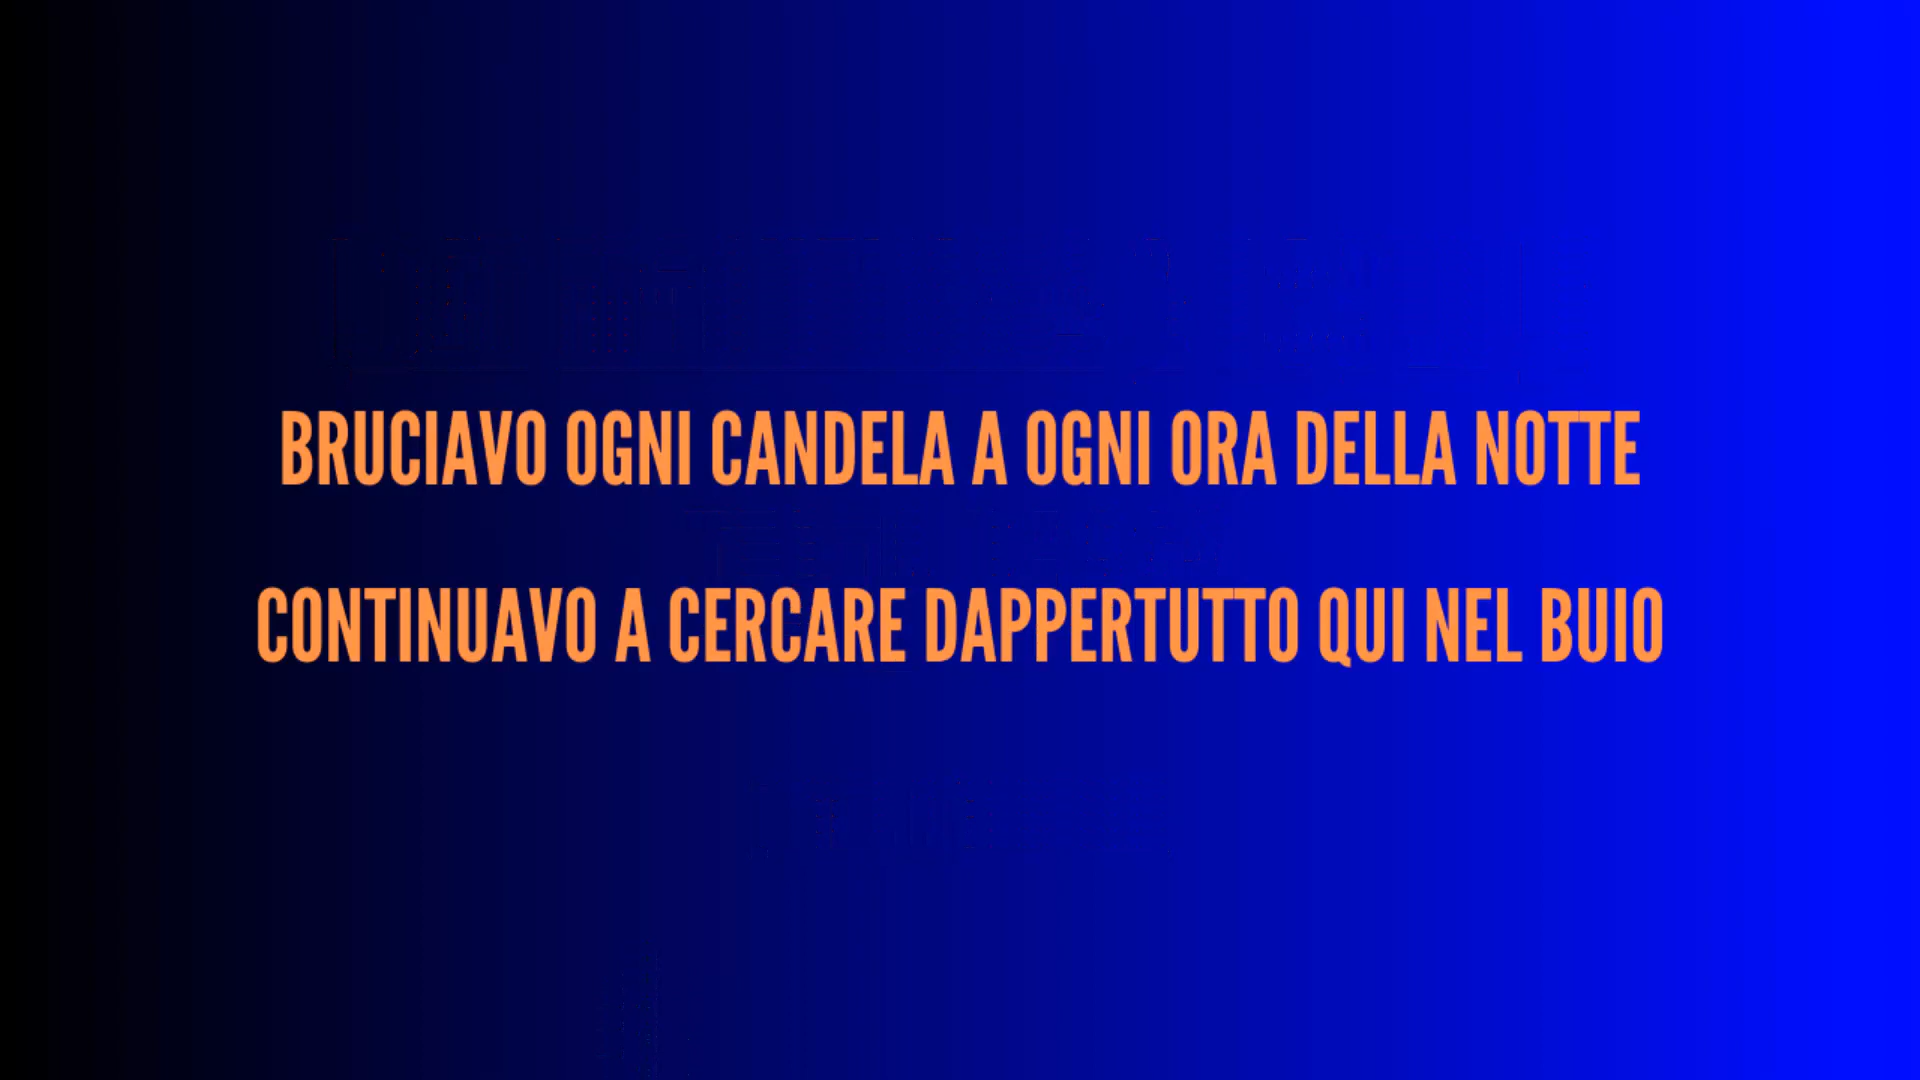 BRUCIAVO OGNI CANDELA A OGNI ORA DELLA NOTTE
CONTINUAVO A CERCARE DAPPERTUTTO QUI NEL BUIO